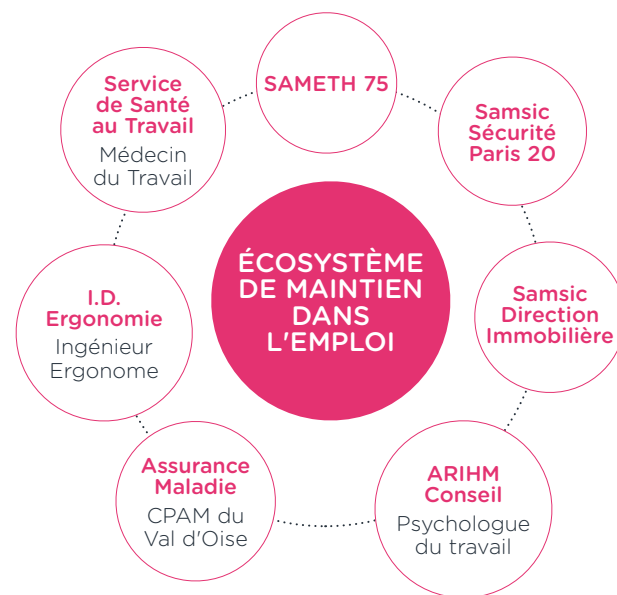 SAMETH 75
Samsic
Sécurité
Paris 20
Samsic
Direction
Immobilière
ARIHM
Conseil
Psychologue
du travail
Assurance
Maladie
CPAM du
Val d'Oise
I.D.
Ergonomie
Ingénieur
Ergonome
Service
de Santé
au Travail
Médecin
du Travail
ÉCOSYSTÈME
DE MAINTIEN
DANS
L'EMPLOI